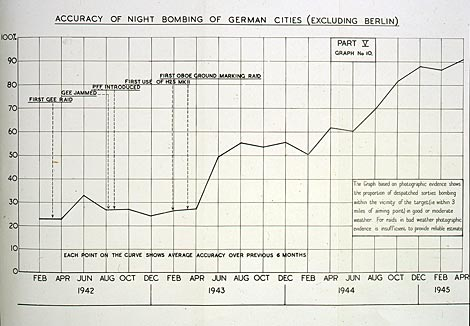 ACCURACY OF NIGHT BOMBING OF GERMAN CITIES (EXCLUDING BERLIN)
PART V
GRAPH No 10.
FIRST OBOE GROUND MARKING RAID
FIRST USE OF H2S MK II
PFF INTRODUCED
GEE JAMMED
FIRST GEE RAID
100%
90
80
70
60
50
40
30
20
10
0
The Graph based on photographic evidence shows
the proportion of despatched sorties bombing
within the vicinity of the target (i.e within 3
miles of aiming point) in good or moderate
weather. For raids in bad weather photographic
evidence is insufficient to provide reliable estimate
EACH POINT ON THE CURVE SHOWS AVERAGE ACCURACY OVER PREVIOUS 6 MONTHS
FEB APR JUN AUG OCT DEC FEB APR JUN AUG OCT DEC FEB APR JUN AUG OCT DEC FEB APR
1942 1943 1944 1945